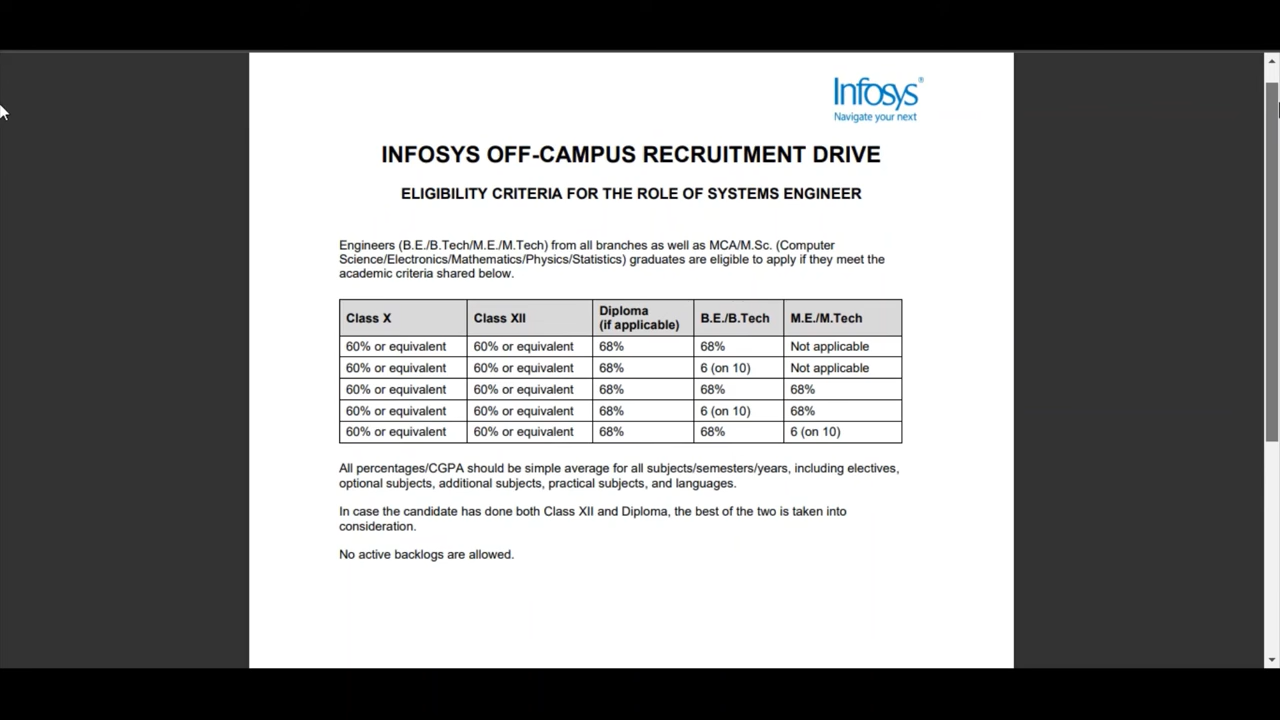 Infosys®
Navigate your next
INFOSYS OFF-CAMPUS RECRUITMENT DRIVE
ELIGIBILITY CRITERIA FOR THE ROLE OF SYSTEMS ENGINEER
Engineers (B.E./B.Tech/M.E./M.Tech) from all branches as well as MCA/M.Sc. (Computer
Science/Electronics/Mathematics/Physics/Statistics) graduates are eligible to apply if they meet the
academic criteria shared below.
Class X Class XII Diploma (if applicable) B.E./B.Tech M.E./M.Tech
60% or equivalent 60% or equivalent 68% 68% Not applicable
60% or equivalent 60% or equivalent 68% 6 (on 10) Not applicable
60% or equivalent 60% or equivalent 68% 68% 68%
60% or equivalent 60% or equivalent 68% 6 (on 10) 68%
60% or equivalent 60% or equivalent 68% 68% 6 (on 10)
All percentages/CGPA should be simple average for all subjects/semesters/years, including electives,
optional subjects, additional subjects, practical subjects, and languages.
In case the candidate has done both Class XII and Diploma, the best of the two is taken into
consideration.
No active backlogs are allowed.